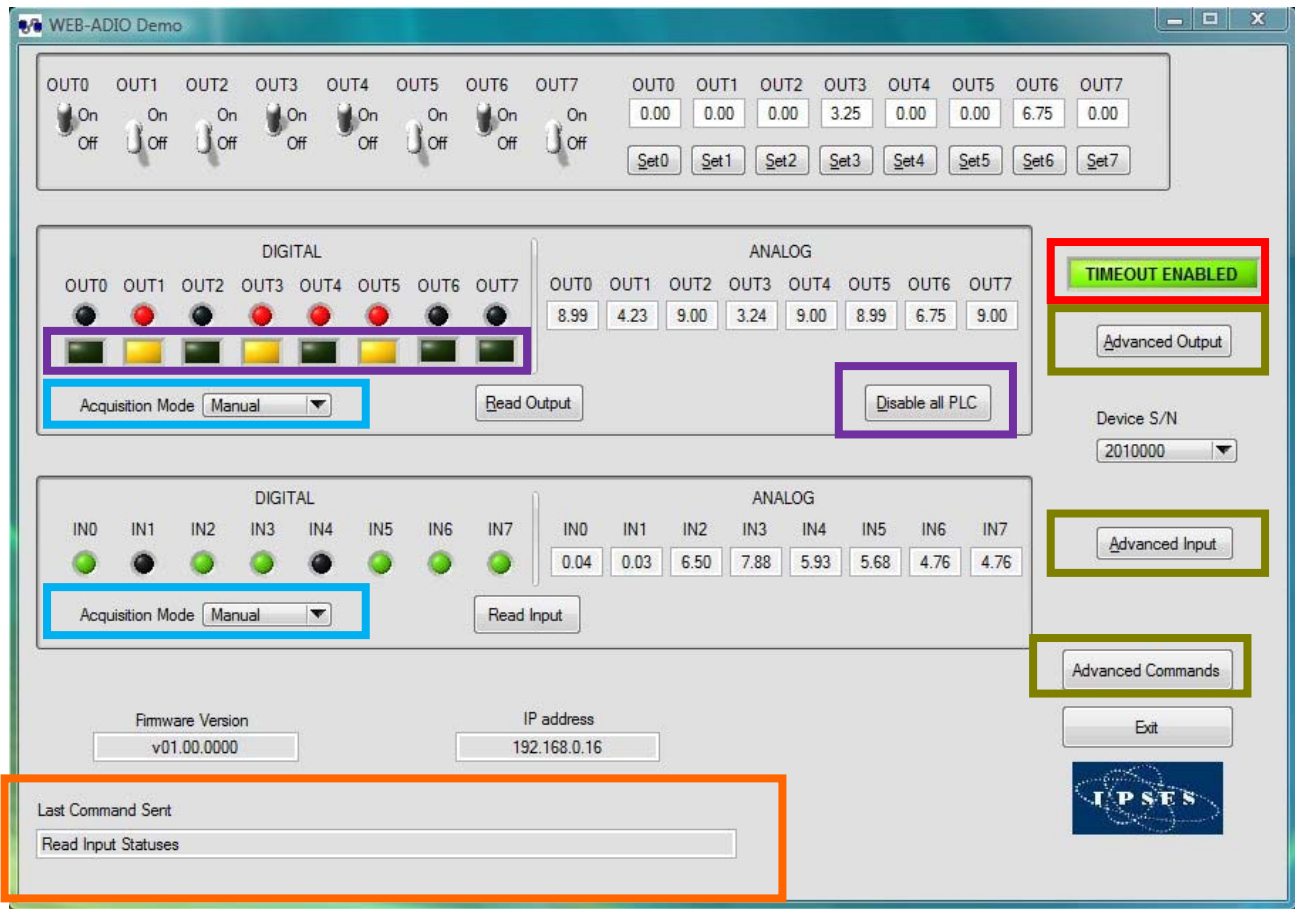 WEB-ADIO Demo
OUT0 OUT1 OUT2 OUT3 OUT4 OUT5 OUT6 OUT7 OUT0 OUT1 OUT2 OUT3 OUT4 OUT5 OUT6 OUT7
On On On On On On On On 0.00 0.00 0.00 3.25 0.00 0.00 6.75 0.00
Off Off Off Off Off Off Off Off
Set0 Set1 Set2 Set3 Set4 Set5 Set6 Set7
DIGITAL ANALOG
OUT0 OUT1 OUT2 OUT3 OUT4 OUT5 OUT6 OUT7 OUT0 OUT1 OUT2 OUT3 OUT4 OUT5 OUT6 OUT7
8.99 4.23 9.00 3.24 9.00 8.99 6.75 9.00
Acquisition Mode Manual Read Output Disable all PLC
TIMEOUT ENABLED
Advanced Output
Device S/N
2010000
DIGITAL ANALOG
IN0 IN1 IN2 IN3 IN4 IN5 IN6 IN7 IN0 IN1 IN2 IN3 IN4 IN5 IN6 IN7
0.04 0.03 6.50 7.88 5.93 5.68 4.76 4.76
Acquisition Mode Manual Read Input
Advanced Input
Advanced Commands
Exit
Firmware Version IP address
v01.00.0000 192.168.0.16
IPSES
Last Command Sent
Read Input Statuses